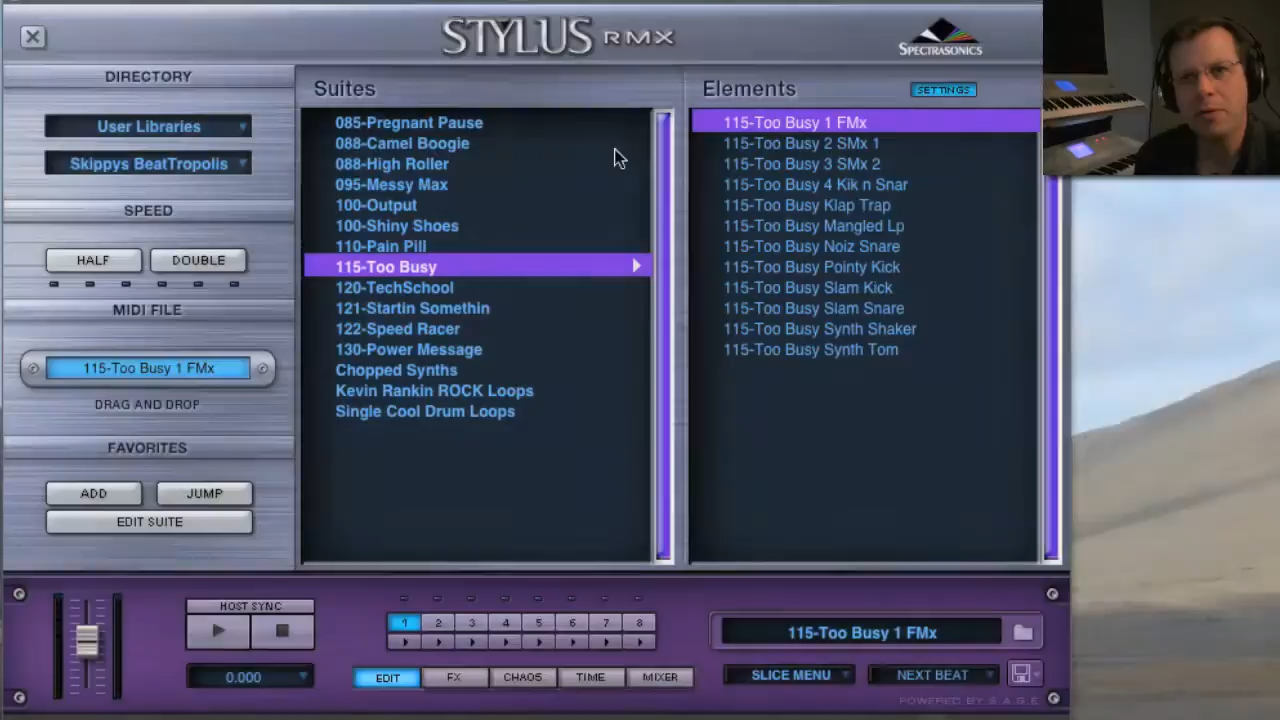 STYLUS RMX
SPECTRASONICS
DIRECTORY
User Libraries
Skippys BeatTropolis
SPEED
HALF
DOUBLE
MIDI FILE
115-Too Busy 1 FMx
DRAG AND DROP
FAVORITES
ADD
JUMP
EDIT SUITE
Suites
085-Pregnant Pause
088-Camel Boogie
088-High Roller
095-Messy Max
100-Output
100-Shiny Shoes
110-Pain Pill
115-Too Busy
120-TechSchool
121-Startin Somethin
122-Speed Racer
130-Power Message
Chopped Synths
Kevin Rankin ROCK Loops
Single Cool Drum Loops
Elements
SETTINGS
115-Too Busy 1 FMx
115-Too Busy 2 SMx 1
115-Too Busy 3 SMx 2
115-Too Busy 4 Kik n Snar
115-Too Busy Klap Trap
115-Too Busy Mangled Lp
115-Too Busy Noiz Snare
115-Too Busy Pointy Kick
115-Too Busy Slam Kick
115-Too Busy Slam Snare
115-Too Busy Synth Shaker
115-Too Busy Synth Tom
HOST SYNC
0.000
1 2 3 4 5 6 7 8
EDIT FX CHAOS TIME MIXER
115-Too Busy 1 FMx
SLICE MENU
NEXT BEAT
POWERED BY S.A.G.E.